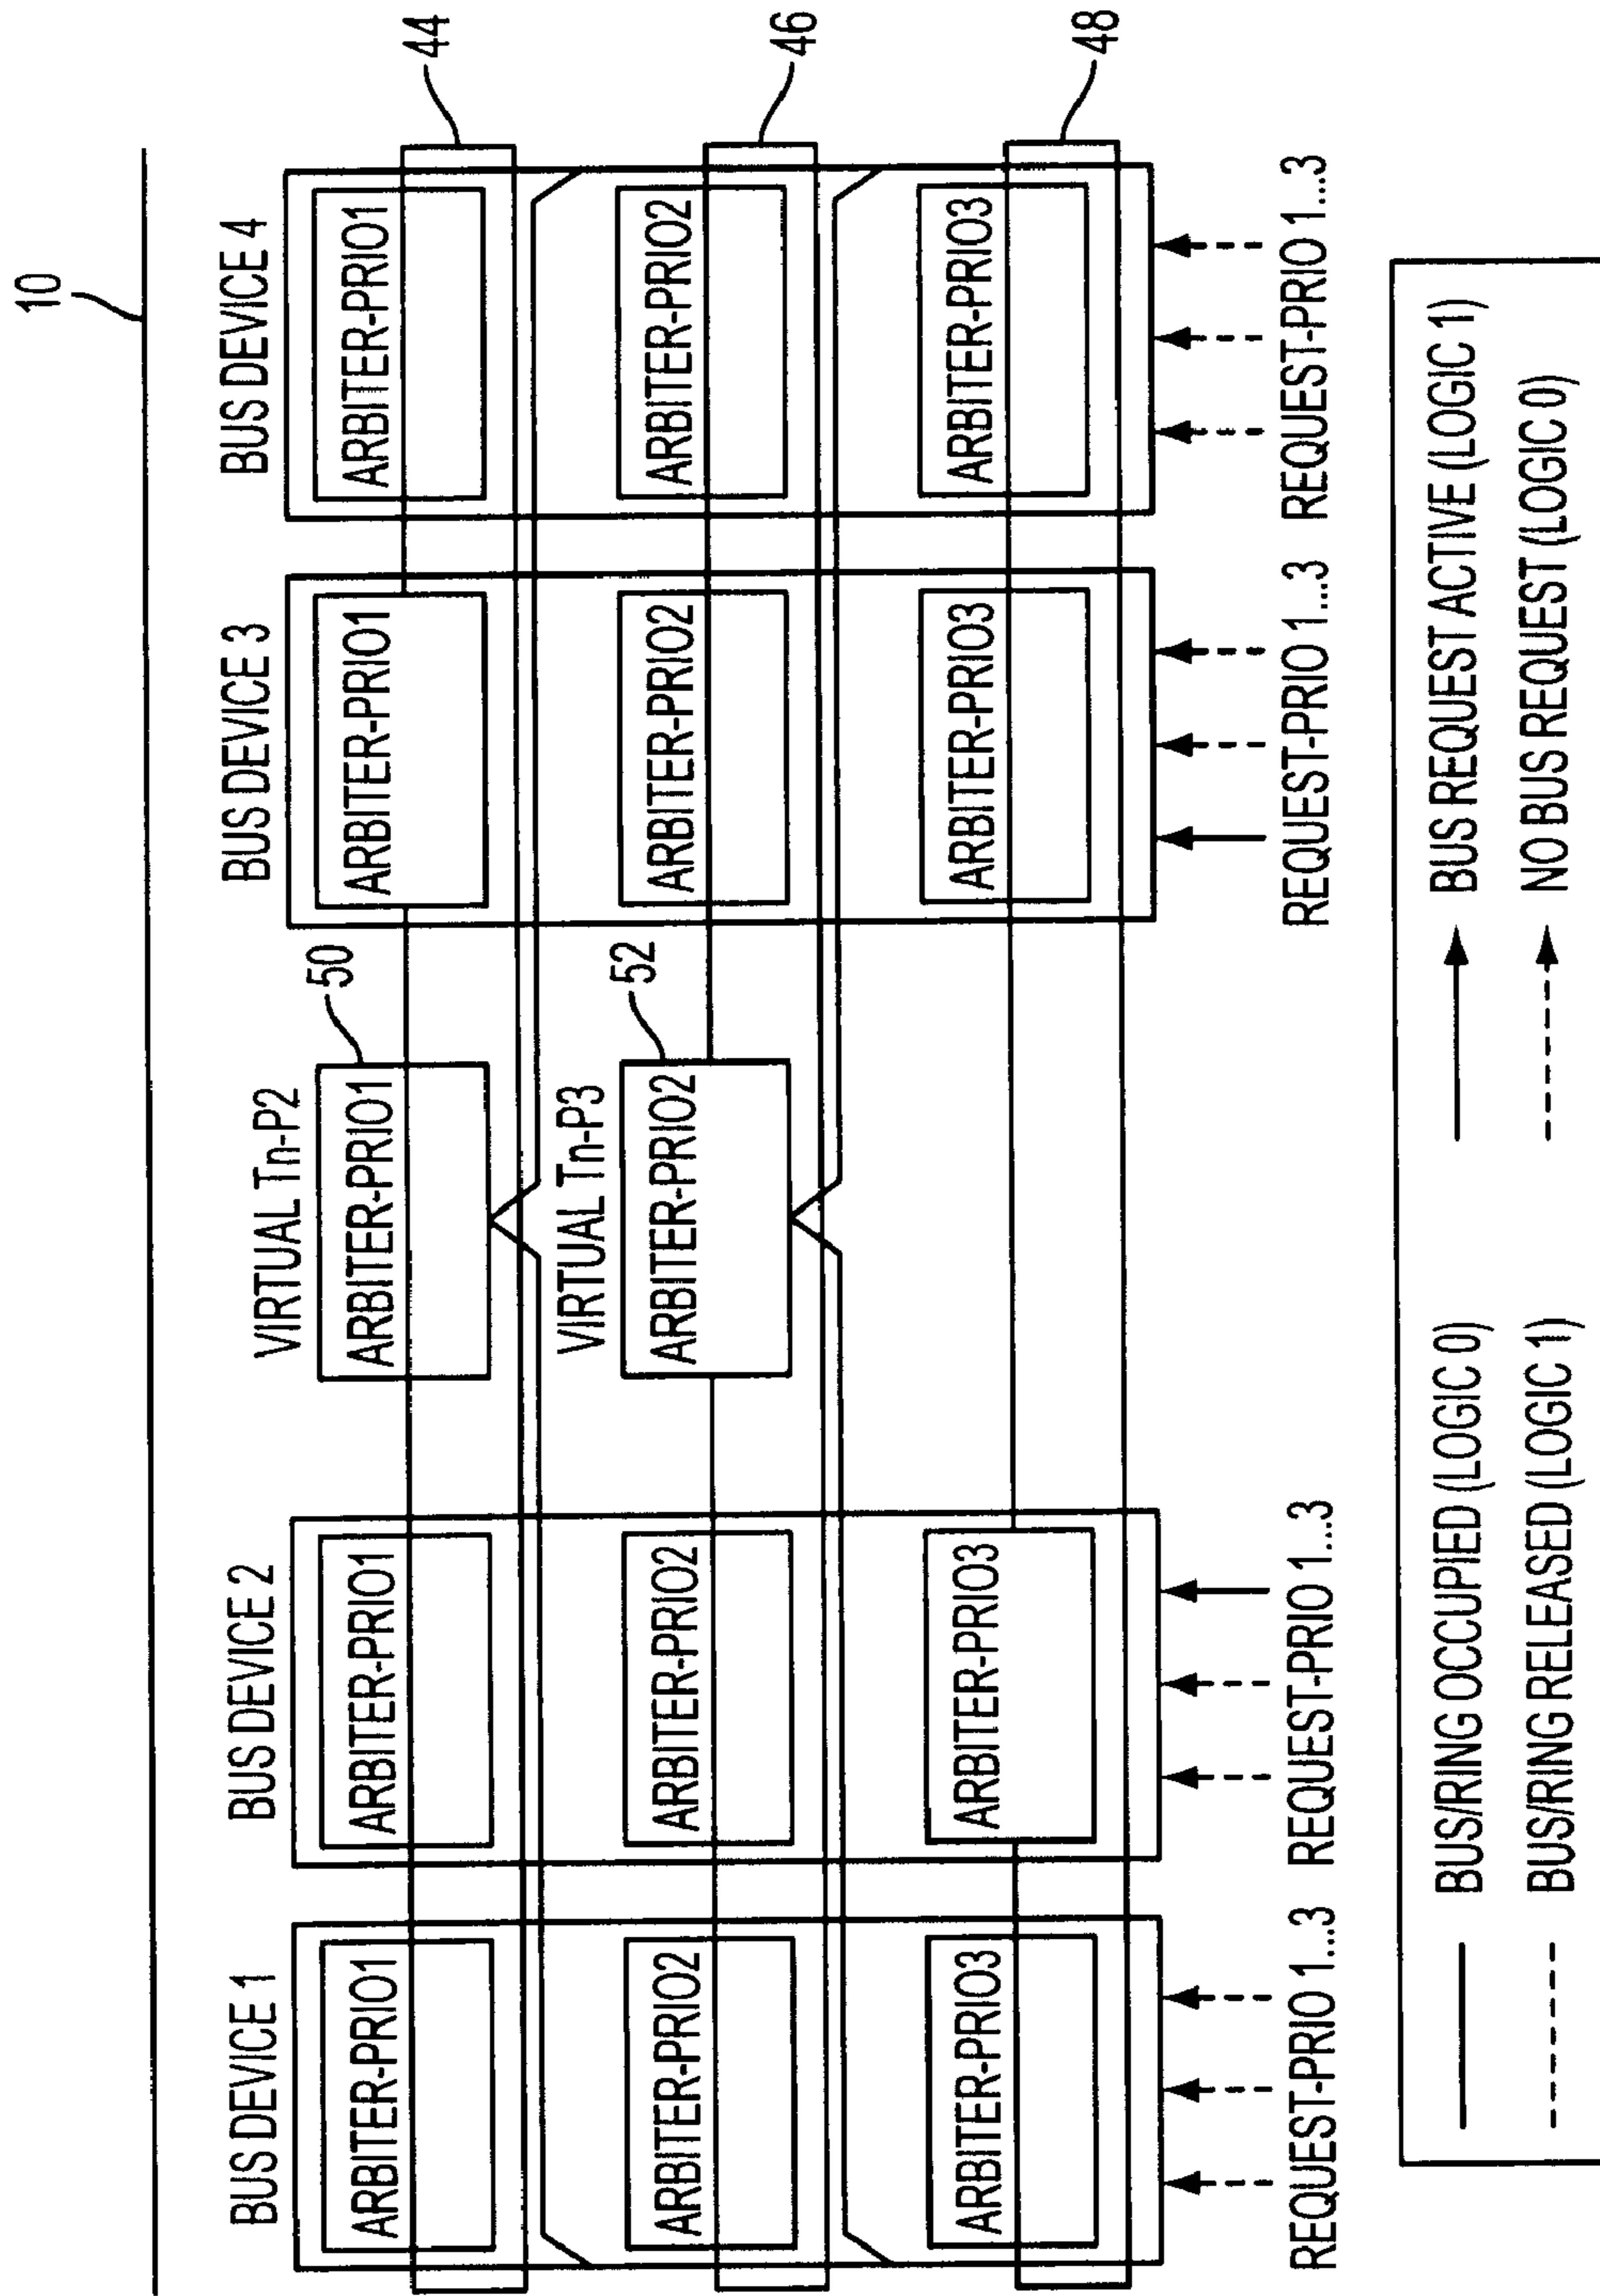 10
BUS DEVICE 1
BUS DEVICE 2
BUS DEVICE 3
BUS DEVICE 4
VIRTUAL Tn-P2
50
44
ARBITER-PRIO1
ARBITER-PRIO1
ARBITER-PRIO1
ARBITER-PRIO1
ARBITER-PRIO1
VIRTUAL Tn-P3
52
46
ARBITER-PRIO2
ARBITER-PRIO2
ARBITER-PRIO2
ARBITER-PRIO2
ARBITER-PRIO2
48
ARBITER-PRIO3
ARBITER-PRIO3
ARBITER-PRIO3
ARBITER-PRIO3
REQUEST-PRIO 1...3
REQUEST-PRIO 1...3
REQUEST-PRIO 1...3
REQUEST-PRIO 1...3
BUS/RING OCCUPIED (LOGIC 0)
BUS REQUEST ACTIVE (LOGIC 1)
BUS/RING RELEASED (LOGIC 1)
NO BUS REQUEST (LOGIC 0)